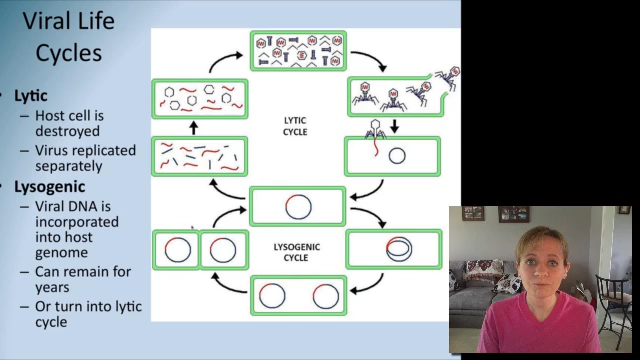 Viral Life
Cycles
• Lytic
– Host cell is
destroyed
– Virus replicated
separately
• Lysogenic
– Viral DNA is
incorporated
into host
genome
– Can remain for
years
– Or turn into lytic
cycle
LYTIC
CYCLE
LYSOGENIC
CYCLE